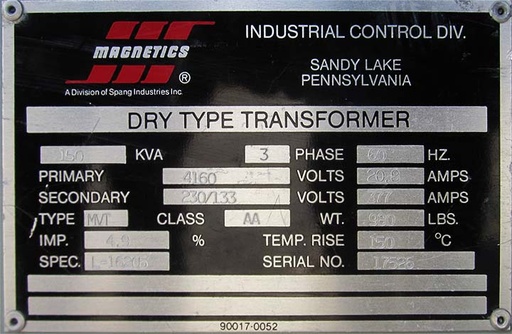 MAGNETICS
®
A Division of Spang Industries Inc.
INDUSTRIAL CONTROL DIV.
SANDY LAKE
PENNSYLVANIA
DRY TYPE TRANSFORMER
150 KVA 3 PHASE 60 HZ.
PRIMARY 4160 VOLTS 20.8 AMPS
SECONDARY 230/133 VOLTS 377 AMPS
TYPE MVT CLASS AA WT. LBS.
IMP. 4.9 % TEMP. RISE 150 °C
SPEC. SERIAL NO.
90017-0052